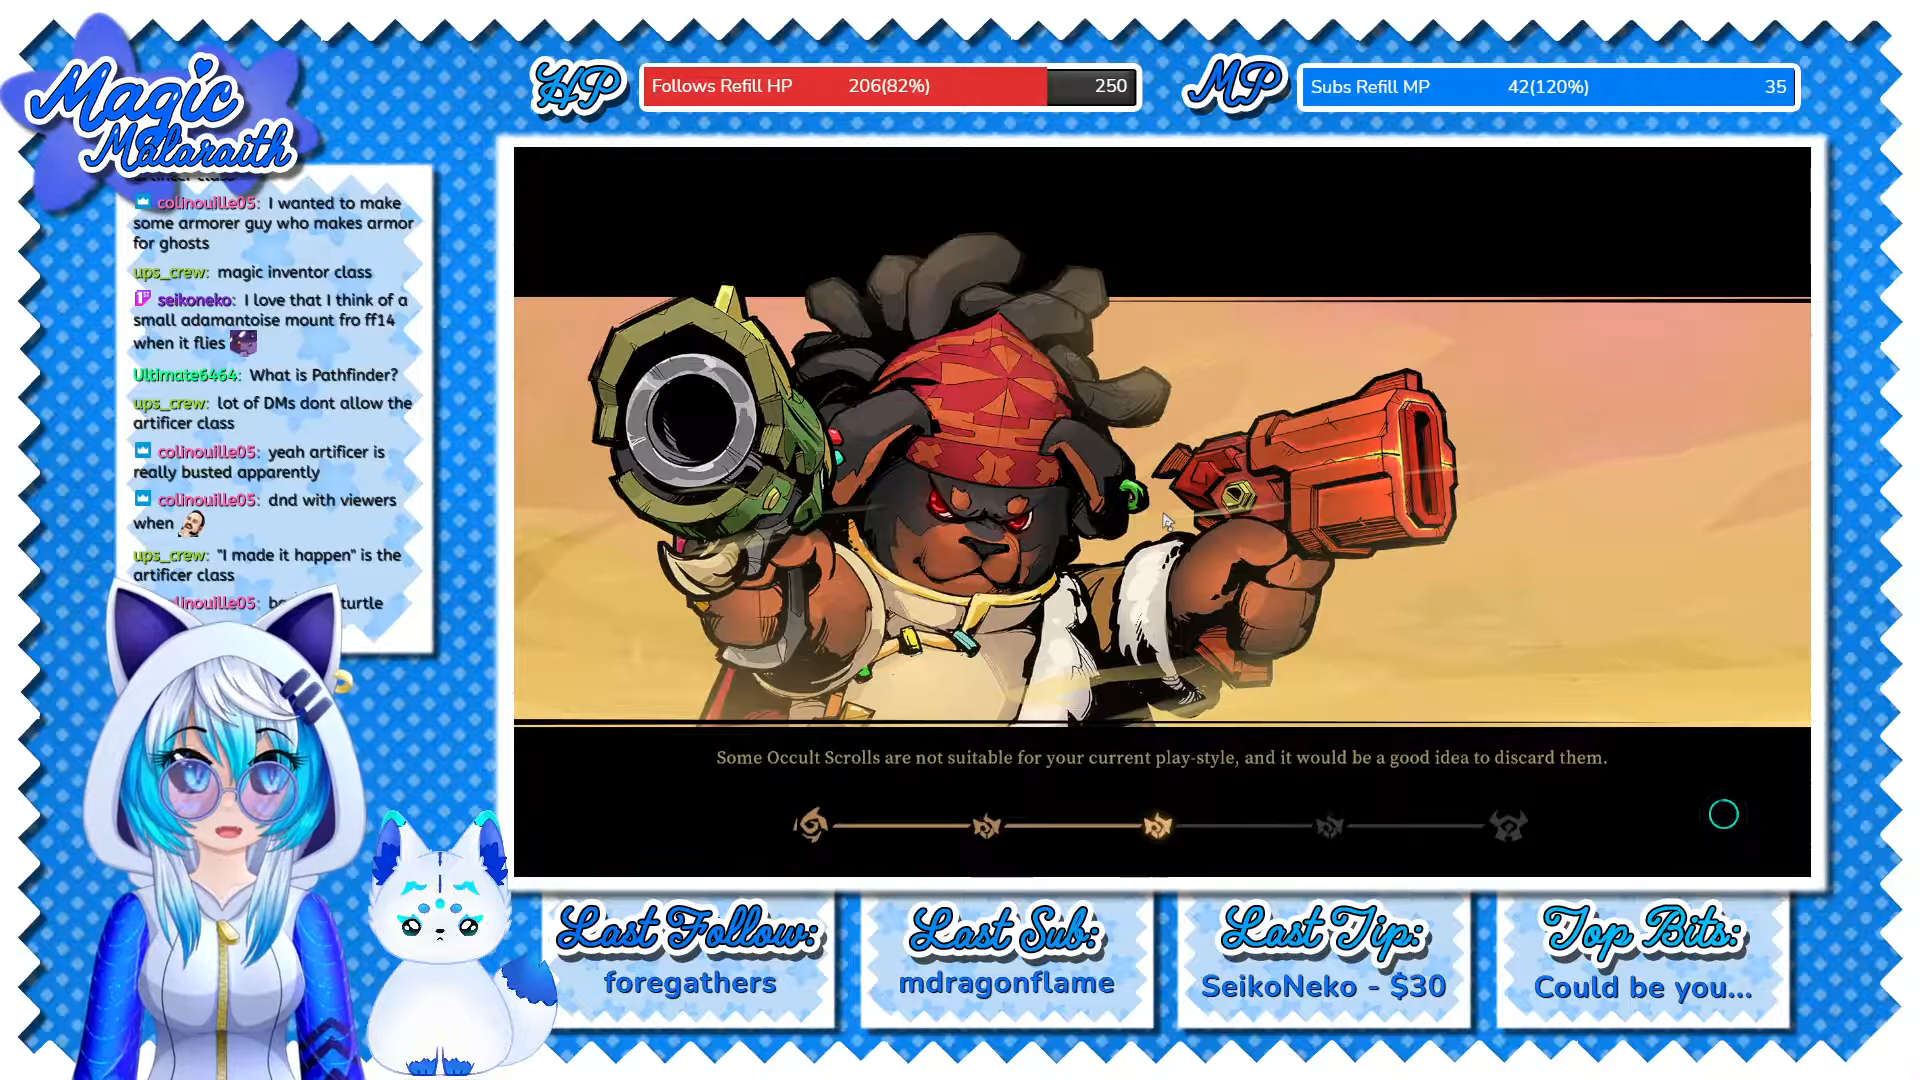 Magic
Malaraith
HP
Follows Refill HP 206(82%) 250
MP
Subs Refill MP 42(120%) 35
colinouille05: I wanted to make
some armorer guy who makes armor
for ghosts
ups_crew: magic inventor class
seikoneko: I love that I think of a
small adamantoise mount fro ff14
when it flies
Ultimate6464: What is Pathfinder?
ups_crew: lot of DMs dont allow the
artificer class
colinouille05: yeah artificer is
really busted apparently
colinouille05: dnd with viewers
when
ups_crew: "I made it happen" is the
artificer class
linouille05: turtle
Some Occult Scrolls are not suitable for your current play-style, and it would be a good idea to discard them.
Last Follow:
foregathers
Last Sub:
mdragonflame
Last Tip:
SeikoNeko - $30
Top Bits:
Could be you...